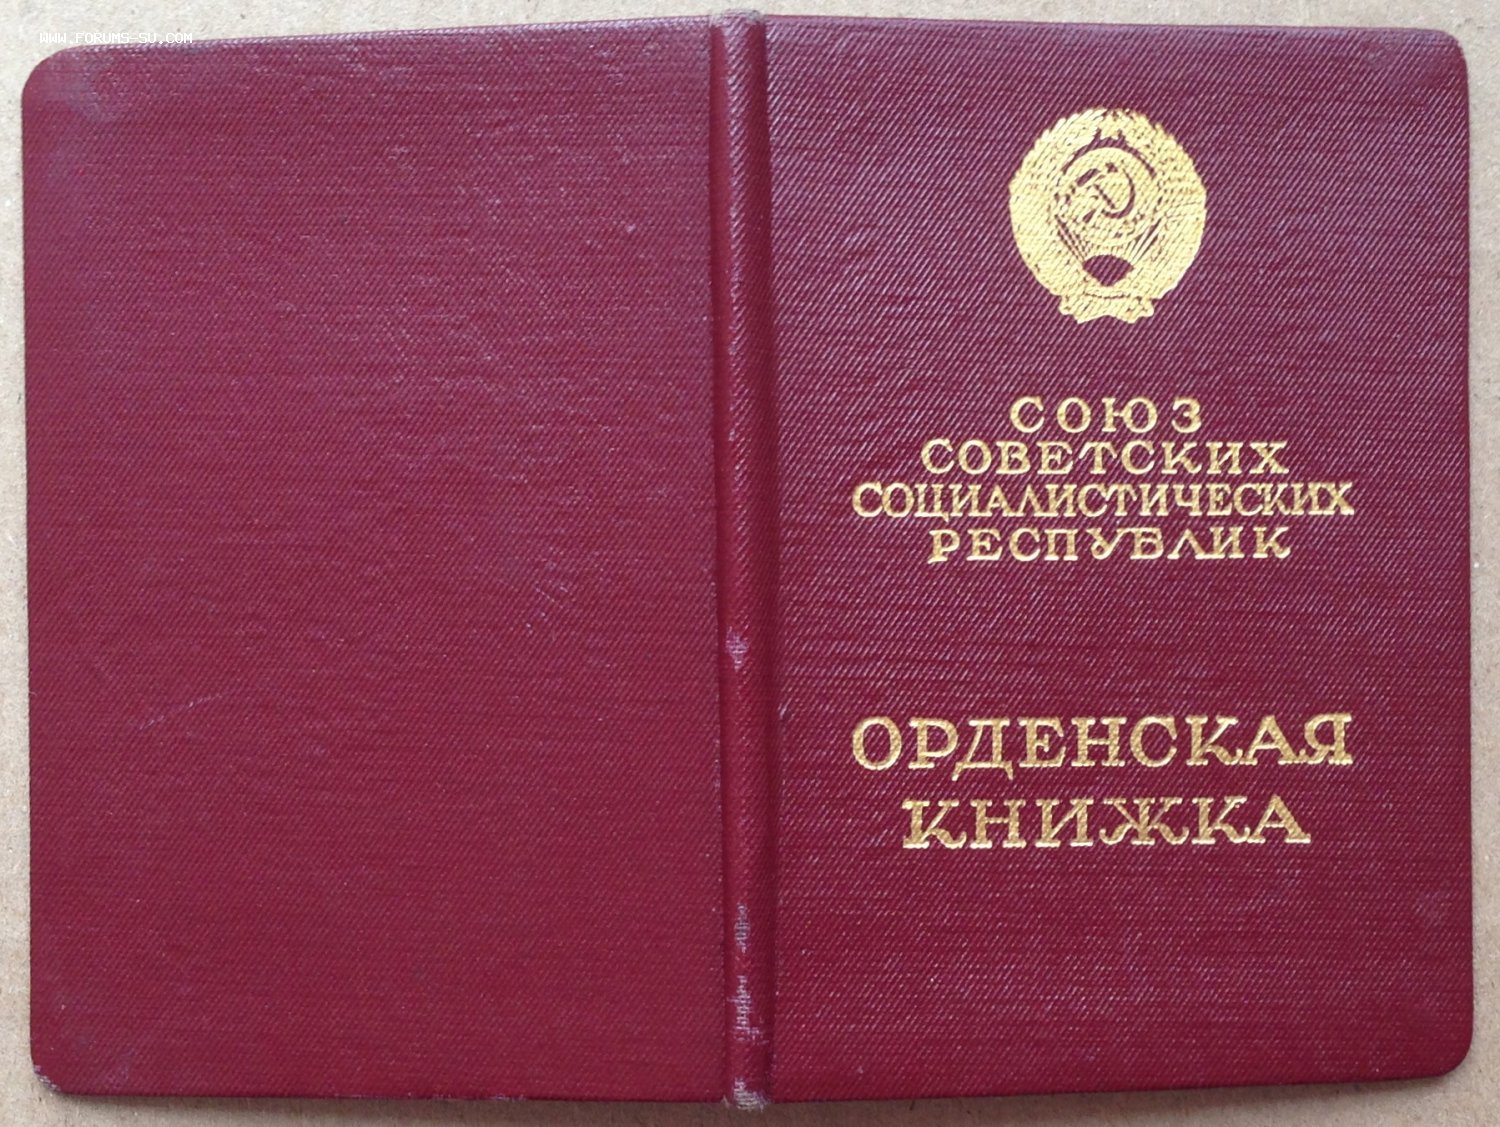 WWW.FORUMS-SU.COM
СОЮЗ
СОВЕТСКИХ
СОЦИАЛИСТИЧЕСКИХ
РЕСПУБЛИК
ОРДЕНСКАЯ
КНИЖКА